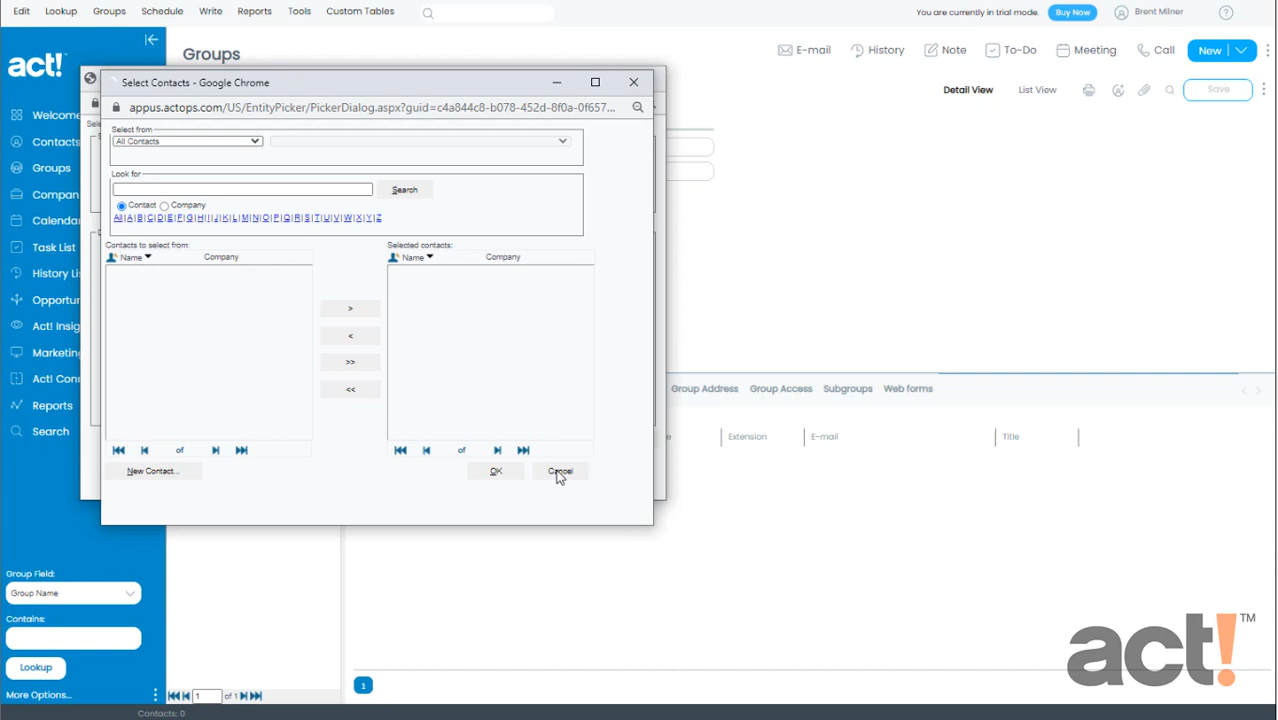 Edit Lookup Groups Schedule Write Reports Tools Custom Tables
You are currently in trial mode. Buy Now Brent Milner ?
act!
Groups
E-mail History Note To-Do Meeting Call New
Detail View List View Save
Select Contacts - Google Chrome
appus.actops.com/US/EntityPicker/PickerDialog.aspx?guid=c4a844c8-b078-452d-8f0a-0f657...
Welcome
Contacts
Groups
Compan
Calenda
Task List
History Lis
Opportur
Act! Insig
Marketing
Act! Conn
Reports
Search
Select from
All Contacts
Look for
Search
Contact Company
All|A|B|C|D|E|F|G|H|I|J|K|L|M|N|O|P|Q|R|S|T|U|V|W|X|Y|Z
Contacts to select from:
Name Company
Selected contacts:
Name Company
>
<
>>
<<
of
of
New Contact...
OK Cancel
Group Address Group Access Subgroups Web forms
Extension E-mail Title
Group Field:
Group Name
Contains:
Lookup
More Options...
1 of 1
1
Contacts: 0
act!™